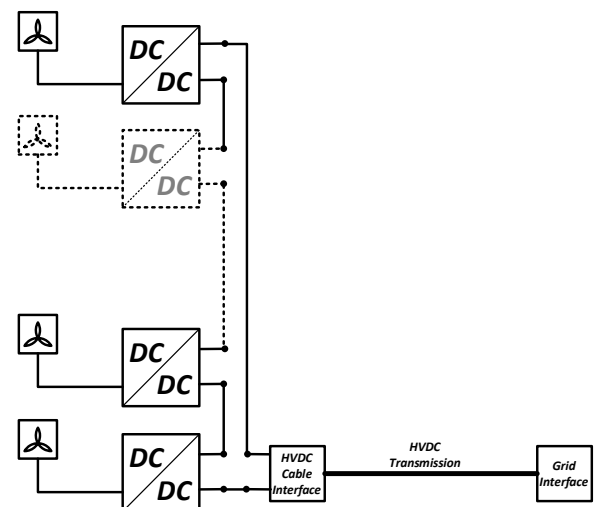 DC
DC
DC
DC
DC
DC
DC
DC
HVDC
Cable
Interface
HVDC
Transmission
Grid
Interface